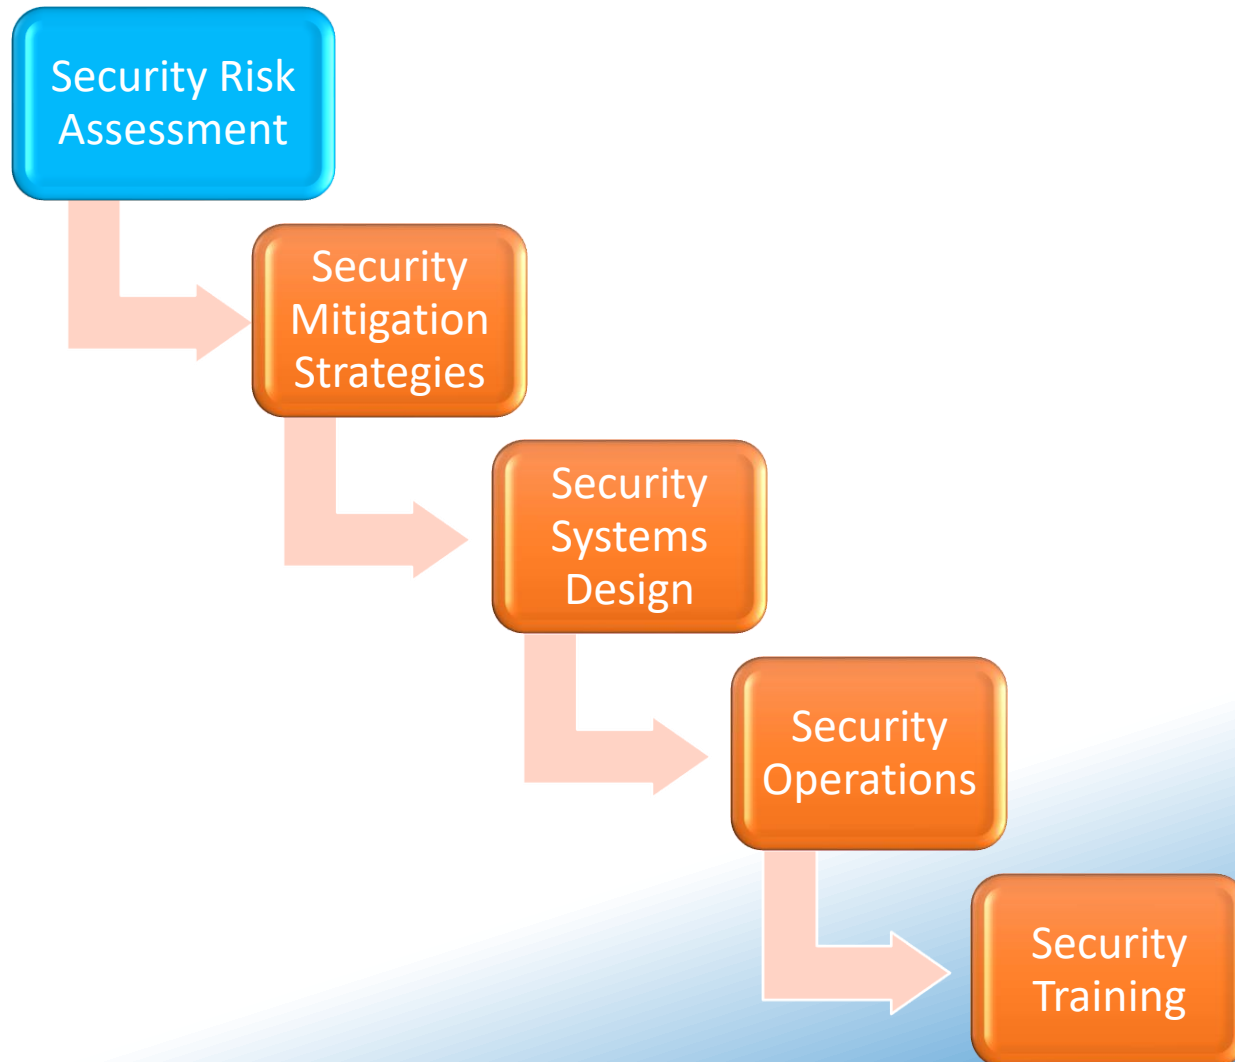 Security Risk
Assessment
Security
Mitigation
Strategies
Security
Systems
Design
Security
Operations
Security
Training